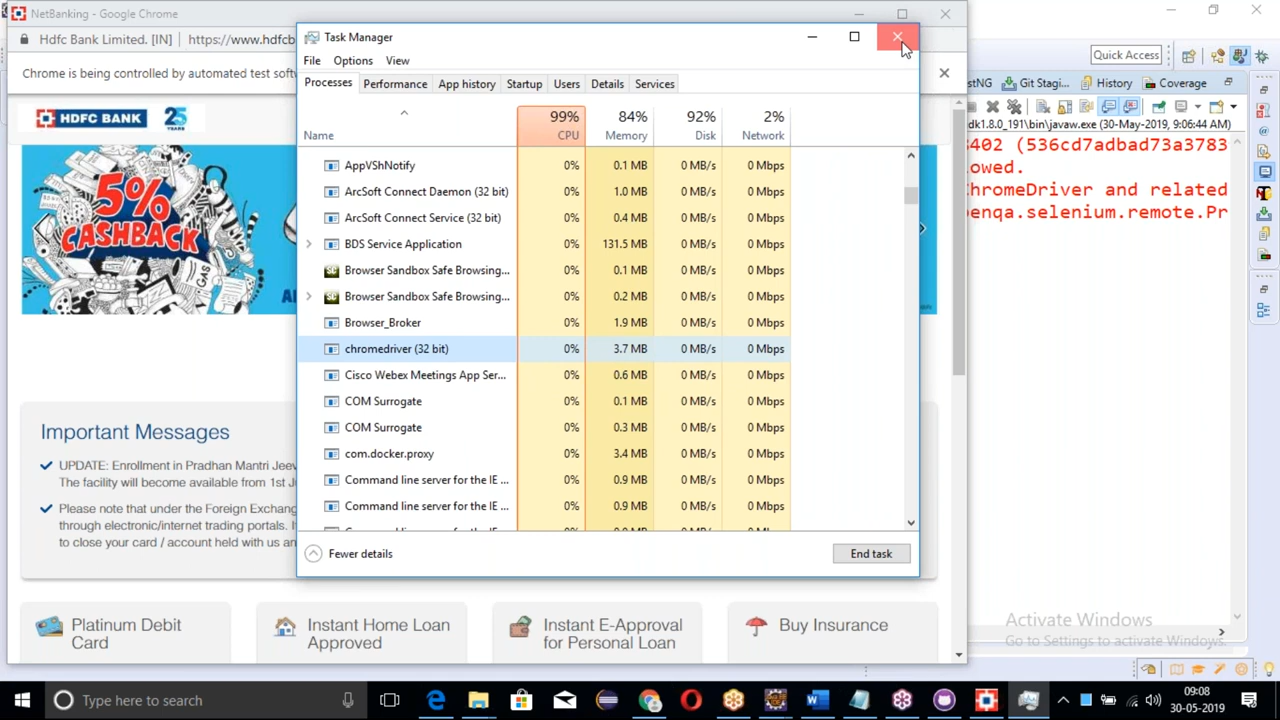 NetBanking - Google Chrome
Hdfc Bank Limited. [IN] https://www.hdfcb
Chrome is being controlled by automated test
HDFC BANK 25 YEARS
5% CASHBACK
GAS
Important Messages
UPDATE: Enrollment in Pradhan Mantri Jeev
The facility will become available from 1st J
Please note that under the Foreign Exchan
through electronic/internet trading portals. I
to close your card / account held with us an
Platinum Debit
Card
Instant Home Loan
Approved
Instant E-Approval
for Personal Loan
Buy Insurance
Task Manager
File Options View
Processes Performance App history Startup Users Details Services
99% 84% 92% 2%
Name CPU Memory Disk Network
AppVShNotify 0% 0.1 MB 0 MB/s 0 Mbps
ArcSoft Connect Daemon (32 bit) 0% 1.0 MB 0 MB/s 0 Mbps
ArcSoft Connect Service (32 bit) 0% 0.4 MB 0 MB/s 0 Mbps
BDS Service Application 0% 131.5 MB 0 MB/s 0 Mbps
Browser Sandbox Safe Browsing... 0% 0.1 MB 0 MB/s 0 Mbps
Browser Sandbox Safe Browsing... 0% 0.2 MB 0 MB/s 0 Mbps
Browser_Broker 0% 1.9 MB 0 MB/s 0 Mbps
chromedriver (32 bit) 0% 3.7 MB 0 MB/s 0 Mbps
Cisco Webex Meetings App Ser... 0% 0.6 MB 0 MB/s 0 Mbps
COM Surrogate 0% 0.1 MB 0 MB/s 0 Mbps
COM Surrogate 0% 0.3 MB 0 MB/s 0 Mbps
com.docker.proxy 0% 3.4 MB 0 MB/s 0 Mbps
Command line server for the IE ... 0% 0.9 MB 0 MB/s 0 Mbps
Command line server for the IE ... 0% 0.9 MB 0 MB/s 0 Mbps
Fewer details
End task
Quick Access
stNG Git Stagi... History Coverage
dk1.8.0_191\bin\javaw.exe (30-May-2019, 9:06:44 AM)
3402 (536cd7adbad73a3783
lowed.
ChromeDriver and related
penqa.selenium.remote.Pr
Activate Windows
Go to Settings to activate Windows.
Type here to search
09:08
30-05-2019